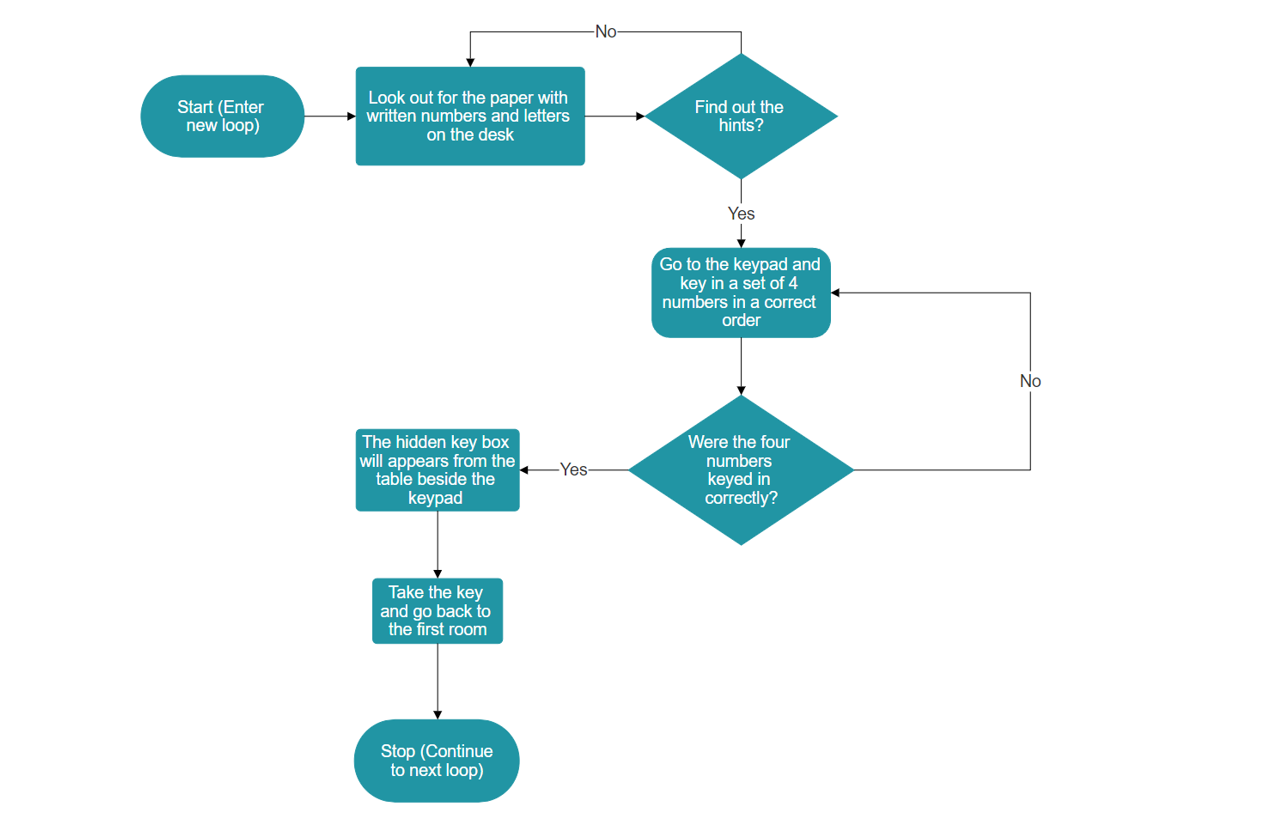 No
Start (Enter
new loop)
Look out for the paper with
written numbers and letters
on the desk
Find out the
hints?
Yes
Go to the keypad and
key in a set of 4
numbers in a correct
order
No
Were the four
numbers
keyed in
correctly?
Yes
The hidden key box
will appears from the
table beside the
keypad
Take the key
and go back to
the first room
Stop (Continue
to next loop)